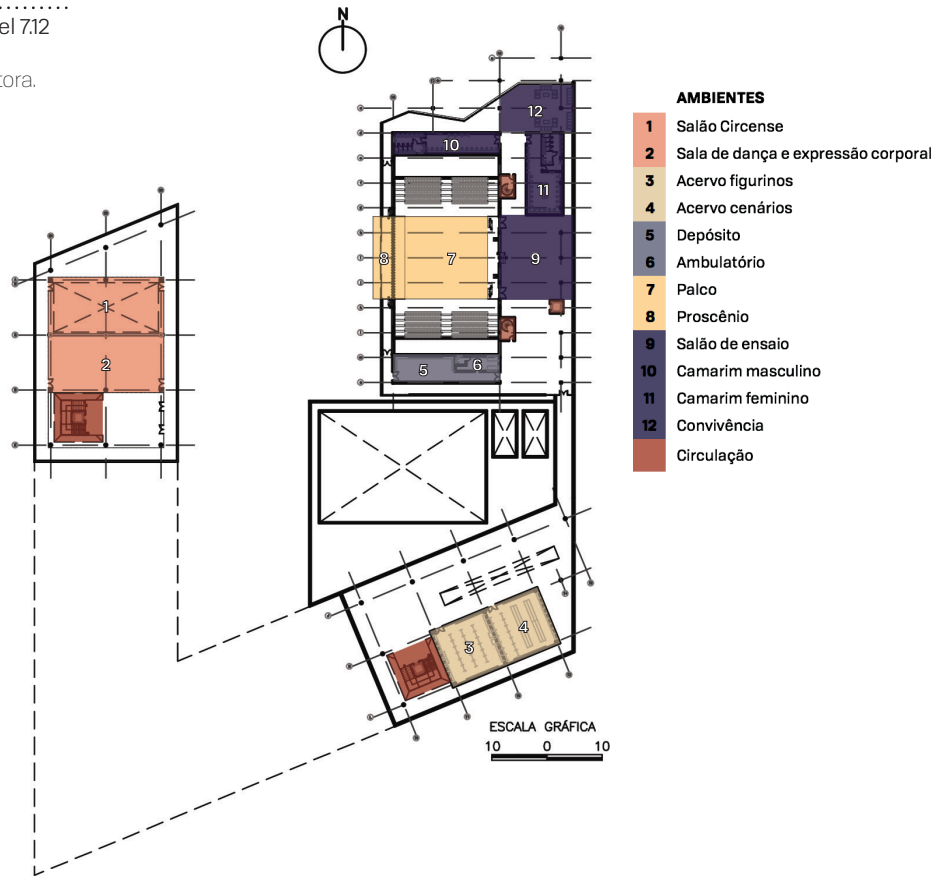 el 7.12
tora.
N
AMBIENTES
1 Salão Circense
2 Sala de dança e expressão corporal
3 Acervo figurinos
4 Acervo cenários
5 Depósito
6 Ambulatório
7 Palco
8 Proscênio
9 Salão de ensaio
10 Camarim masculino
11 Camarim feminino
12 Convivência
Circulação
12
10
11
8 7 9
1
2
5 6
3 4
ESCALA GRÁFICA
10 0 10